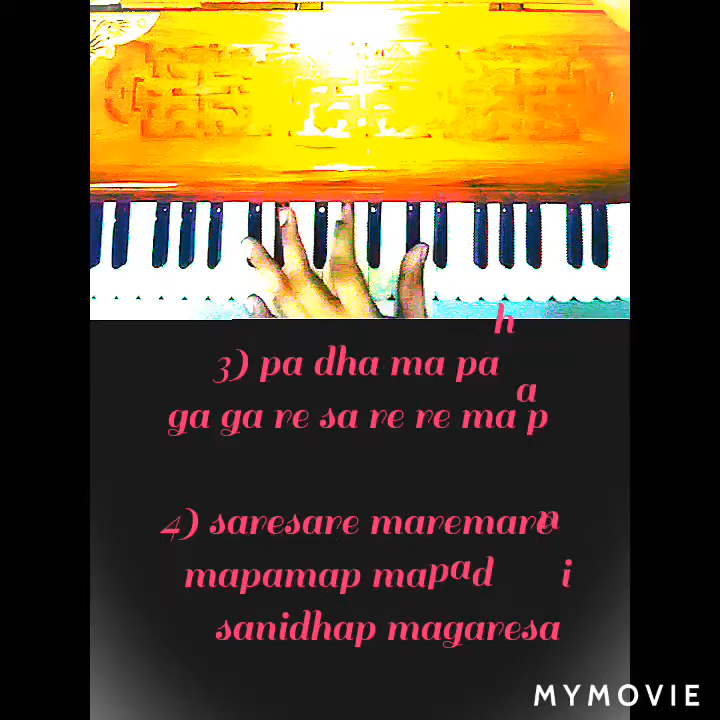 h
3) pa dha ma pa
a
ga ga re sa re re ma p
4) saresare maremare
n
mapamap mapad i
sanidhap magaresa
MYMOVIE